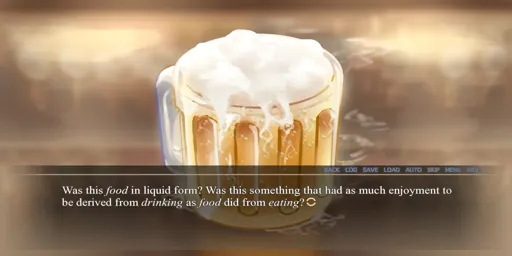 BACK LOG SAVE LOAD AUTO SKIP MENU
Was this food in liquid form? Was this something that had as much enjoyment to
be derived from drinking as food did from eating?